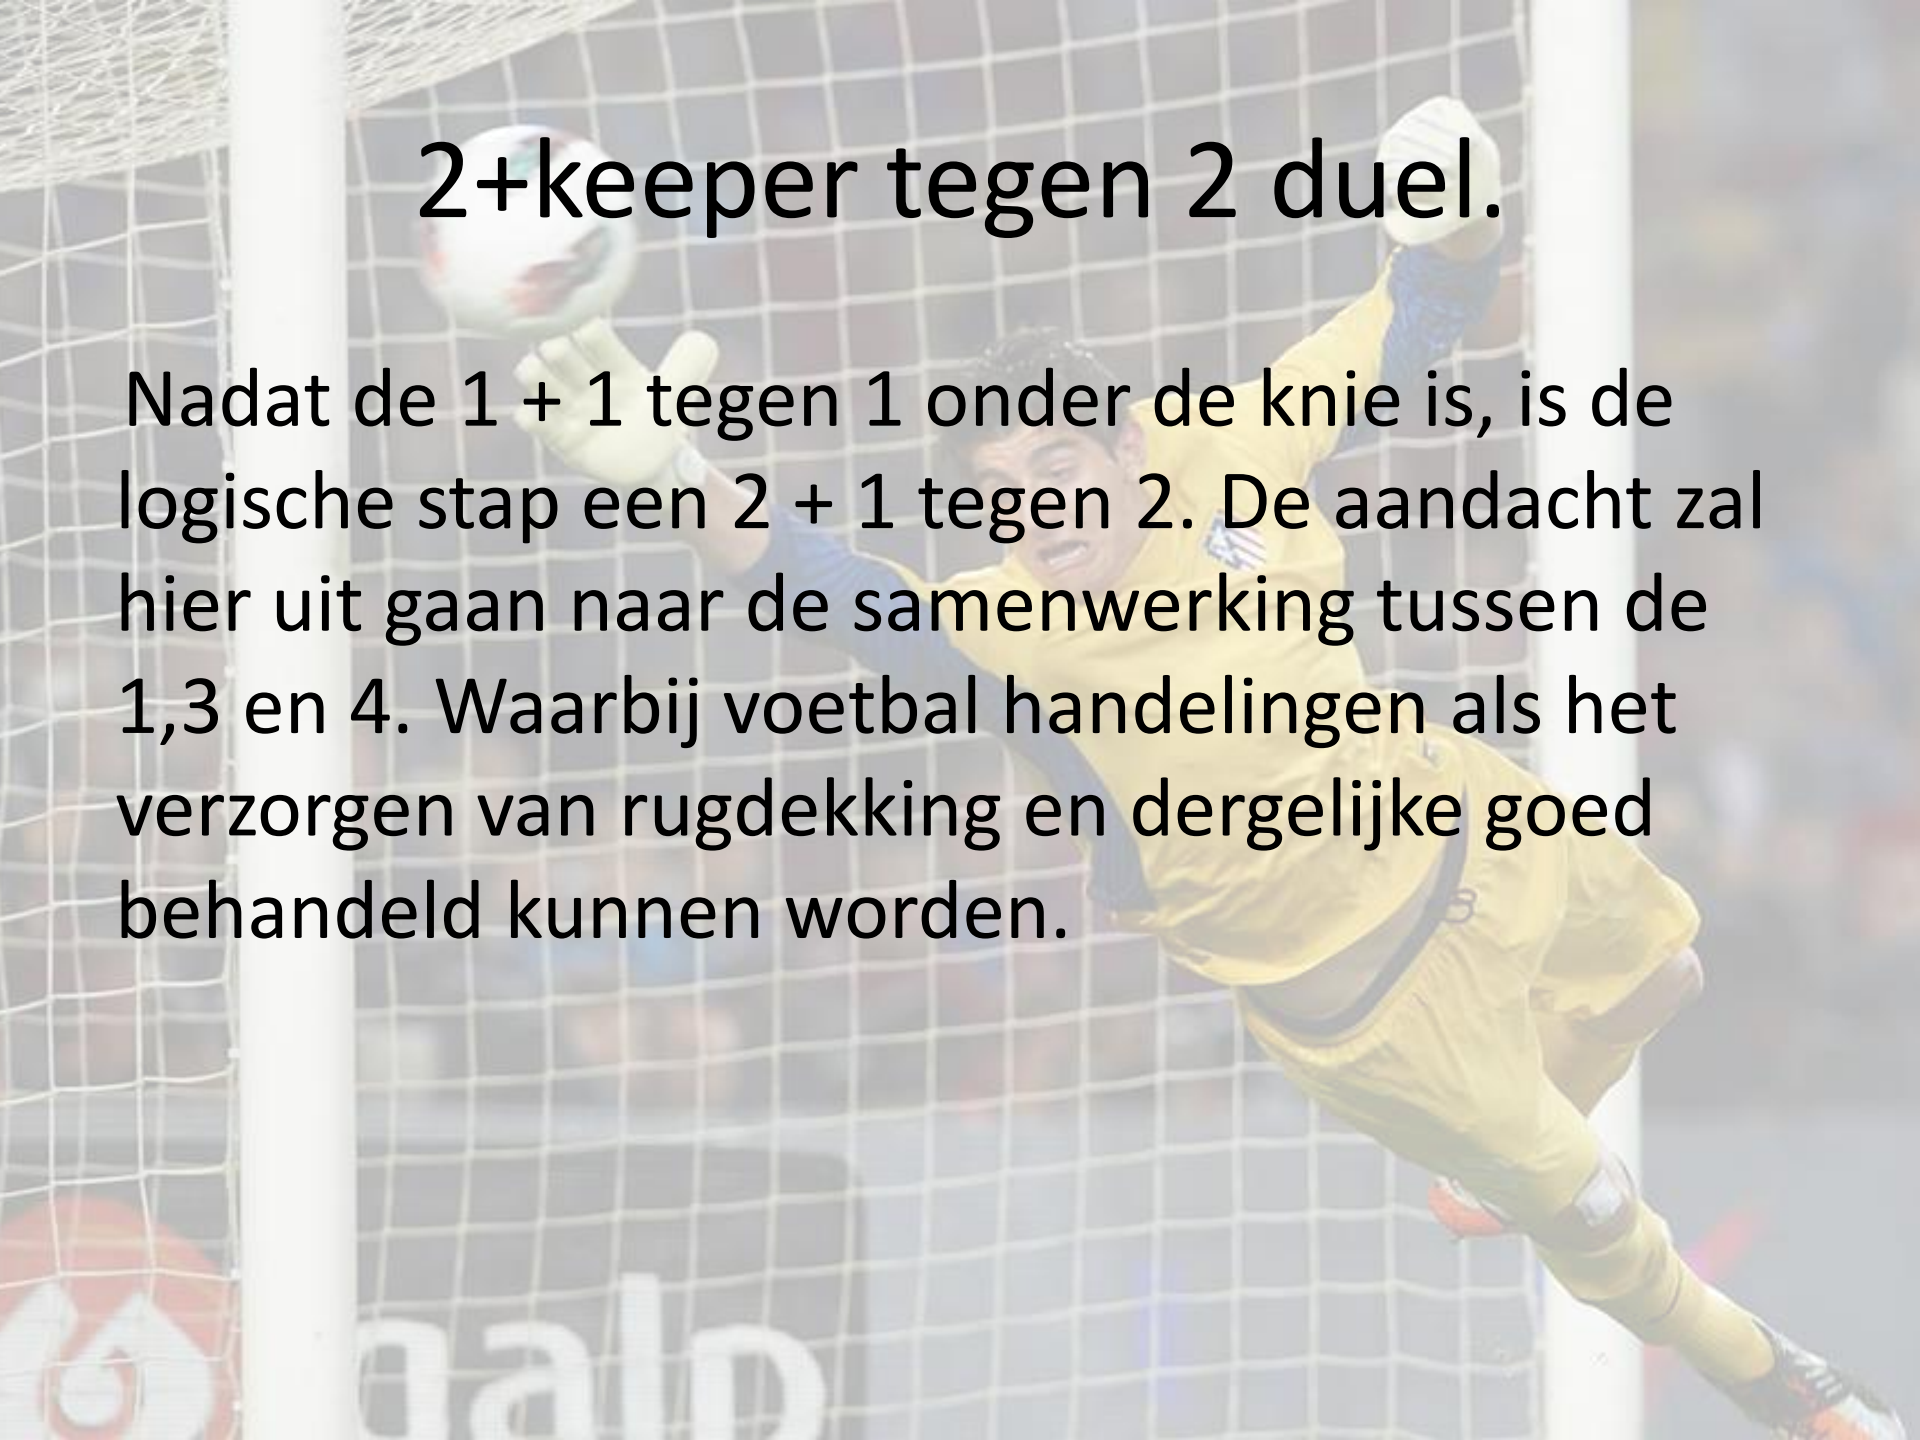 2+keeper tegen 2 duel.
Nadat de 1 + 1 tegen 1 onder de knie is, is de
logische stap een 2 + 1 tegen 2. De aandacht zal
hier uit gaan naar de samenwerking tussen de
1,3 en 4. Waarbij voetbal handelingen als het
verzorgen van rugdekking en dergelijke goed
behandeld kunnen worden.
galp